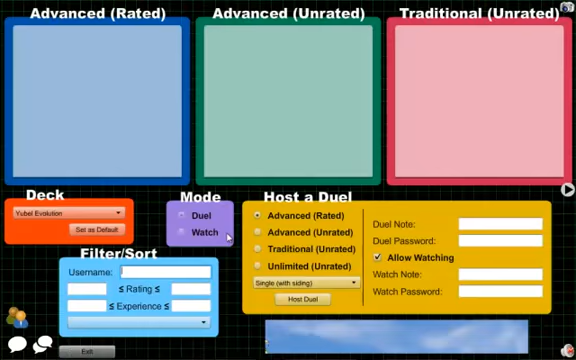 Advanced (Rated)
Advanced (Unrated)
Traditional (Unrated)
Deck
Yubel Evolution
Set as Default
Mode
Duel
Watch
Host a Duel
Advanced (Rated)
Advanced (Unrated)
Traditional (Unrated)
Unlimited (Unrated)
Single (with siding)
Host Duel
Duel Note:
Duel Password:
Allow Watching
Watch Note:
Watch Password:
Filter/Sort
Username:
≤ Rating ≤
≤ Experience ≤
Exit